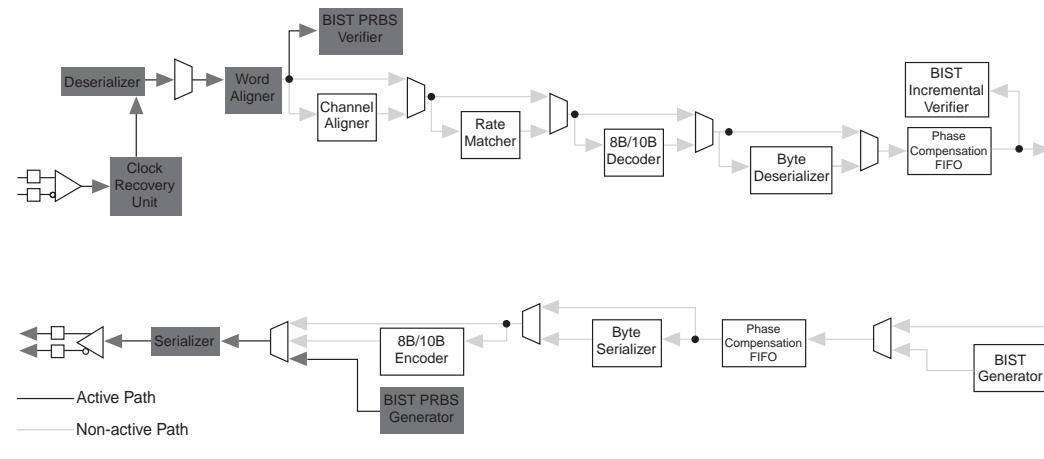 BIST PRBS
Verifier
Deserializer
Word
Aligner
Channel
Aligner
Rate
Matcher
8B/10B
Decoder
Byte
Deserializer
BIST
Incremental
Verifier
Phase
Compensation
FIFO
Clock
Recovery
Unit
Serializer
8B/10B
Encoder
BIST PRBS
Generator
Byte
Serializer
Phase
Compensation
FIFO
BIST
Generator
Active Path
Non-active Path